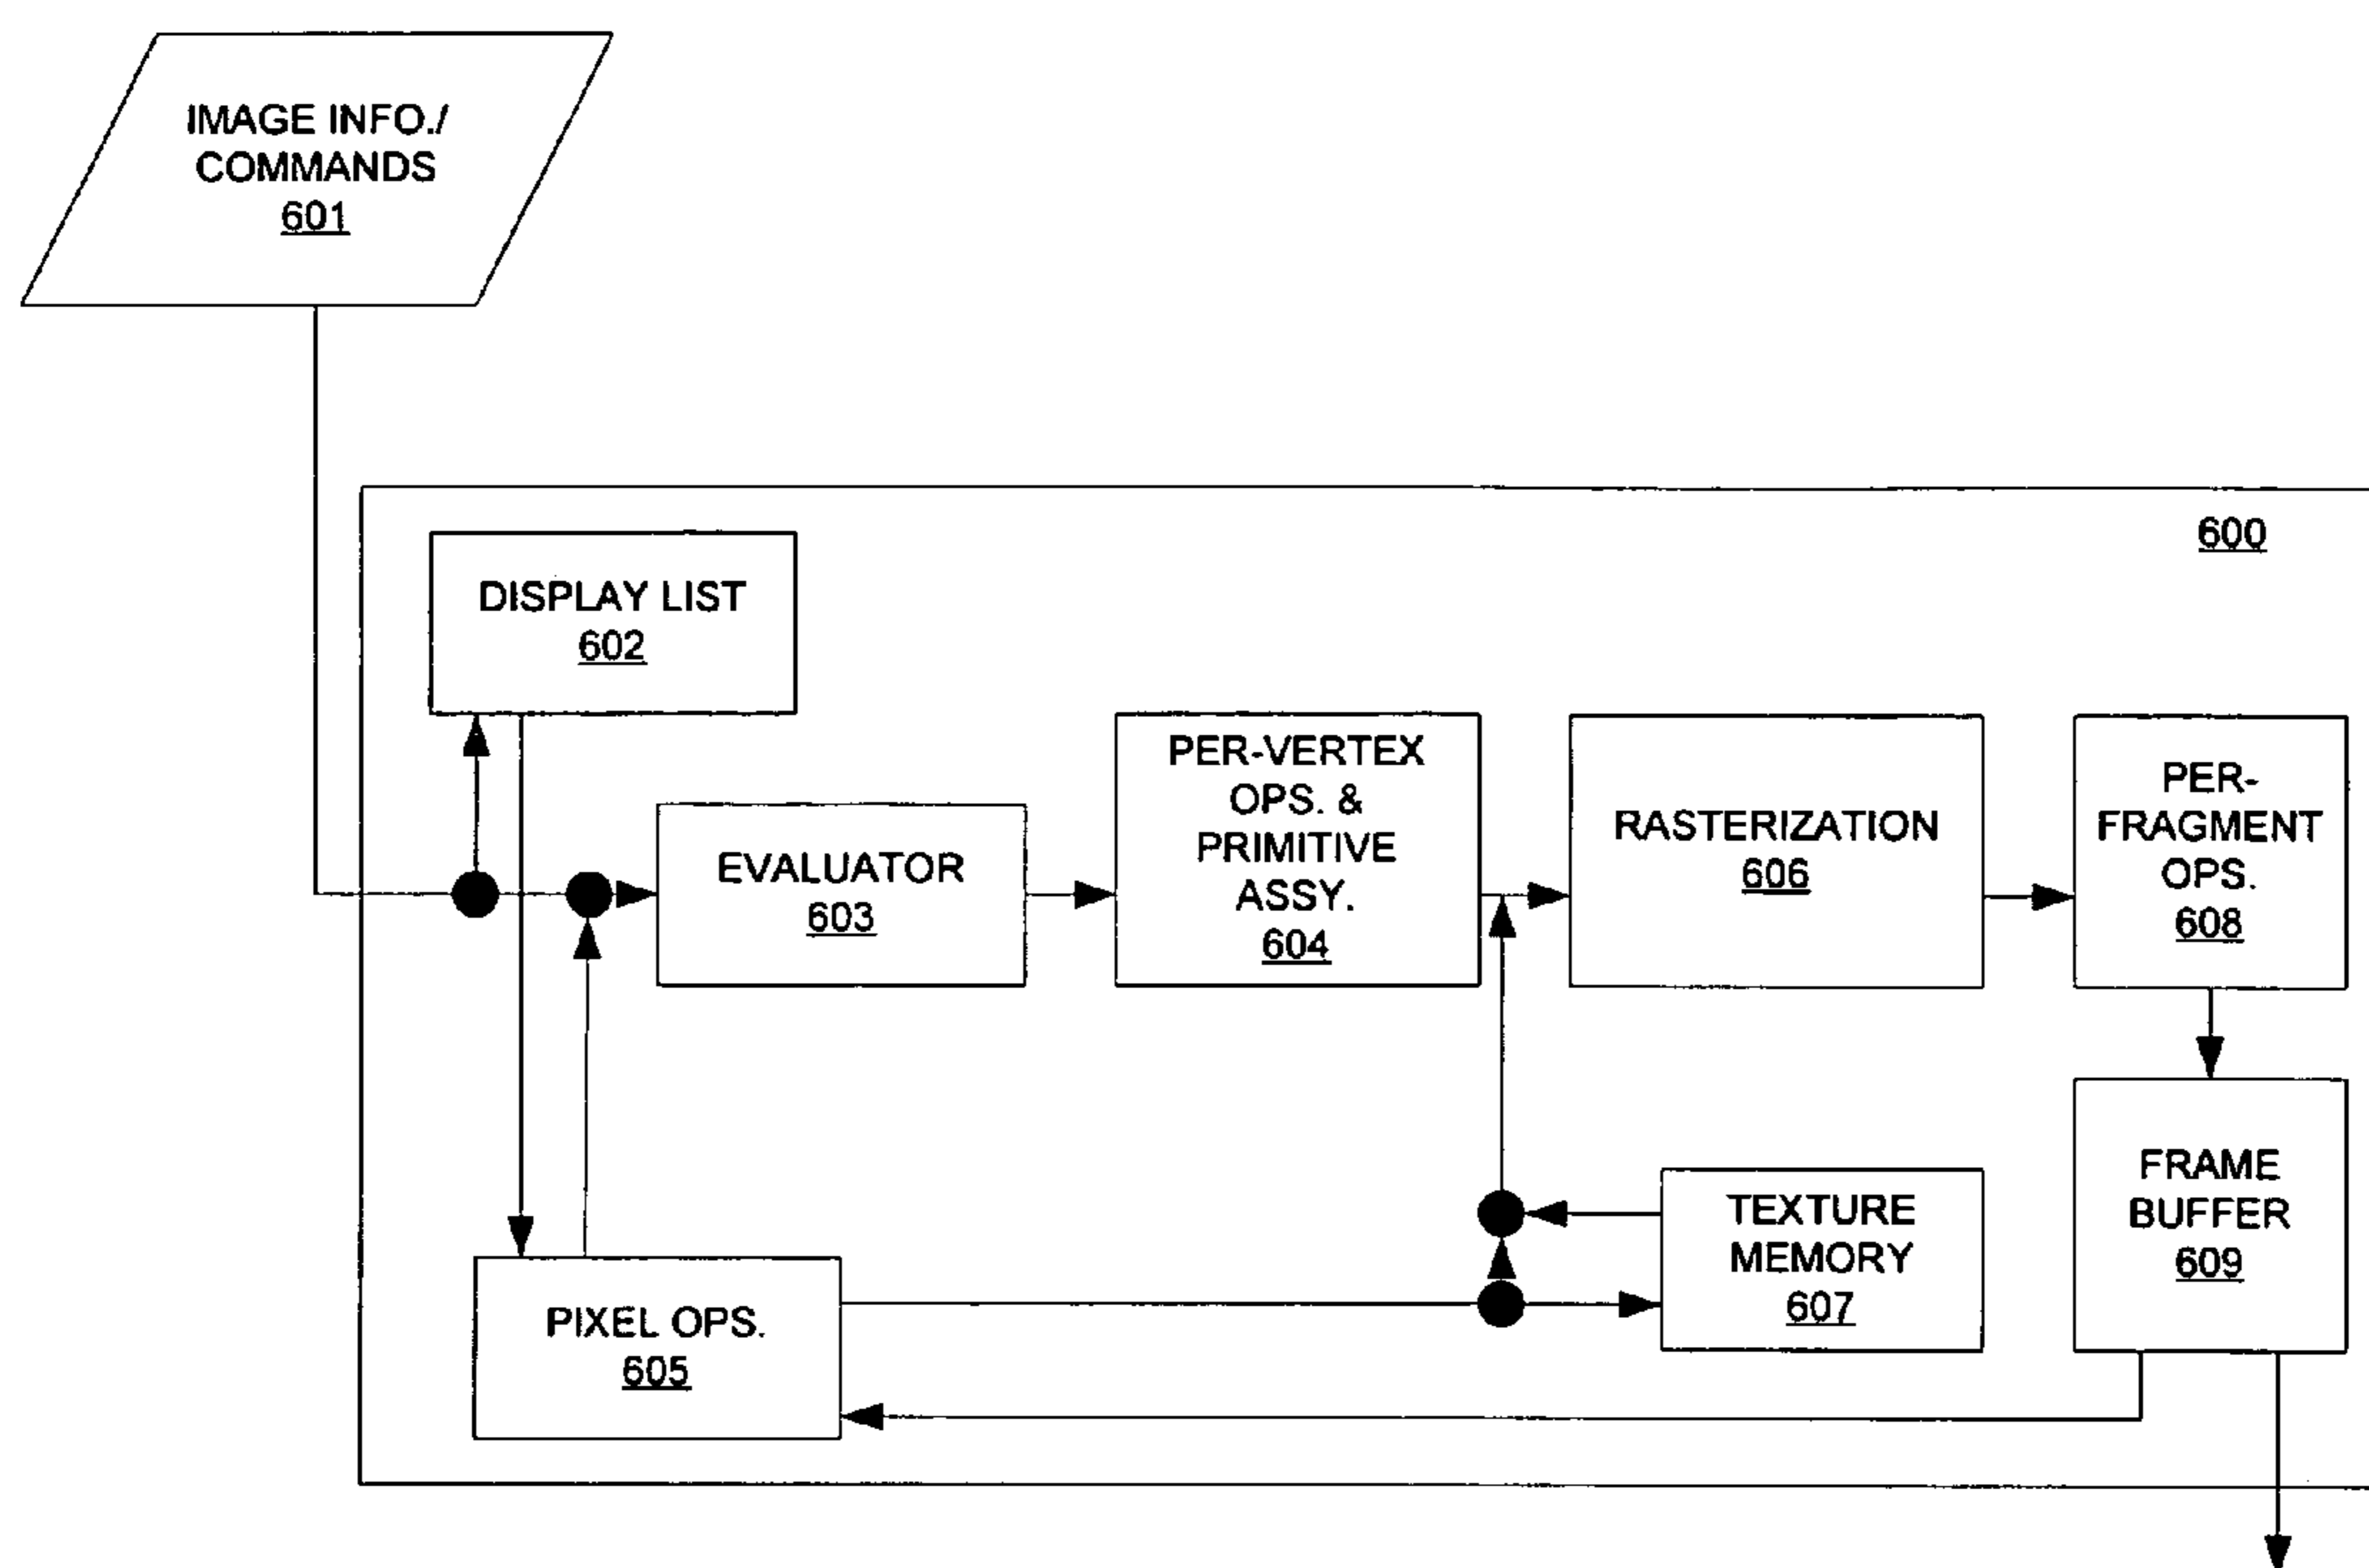 IMAGE INFO./
COMMANDS
601
600
DISPLAY LIST
602
EVALUATOR
603
PER-VERTEX
OPS. &
PRIMITIVE
ASSY.
604
RASTERIZATION
606
PER-
FRAGMENT
OPS.
608
PIXEL OPS.
605
TEXTURE
MEMORY
607
FRAME
BUFFER
609